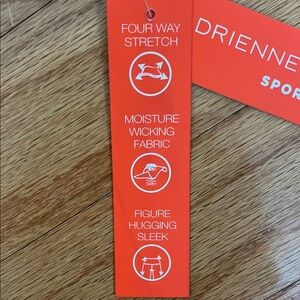 FOUR WAY
STRETCH
MOISTURE
WICKING
FABRIC
FIGURE
HUGGING
SLEEK
DRIENNE
SPOR